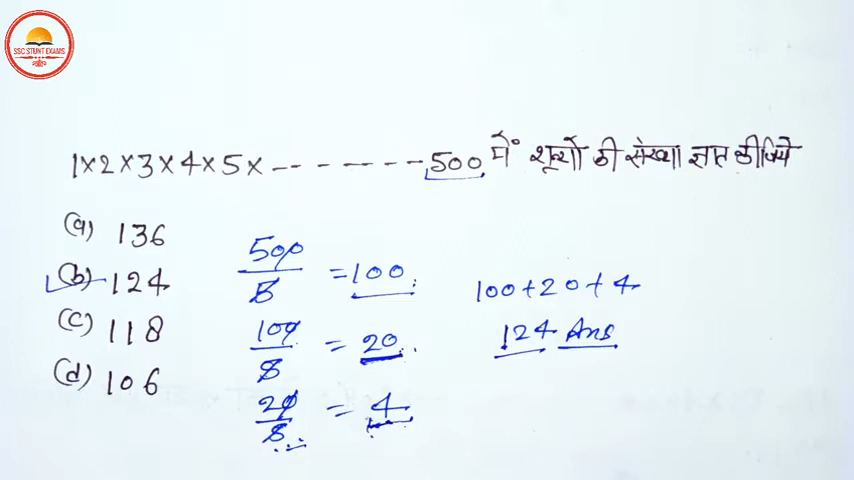 SSC STUNT EXAMS
1×2×3×4×5×-------500 में शून्यो की संख्या ज्ञात कीजिये
(a) 136
(b) 124
(c) 118
(d) 106
500/5 = 100
100/5 = 20
20/5 = 4
100+20+4
124 Ans